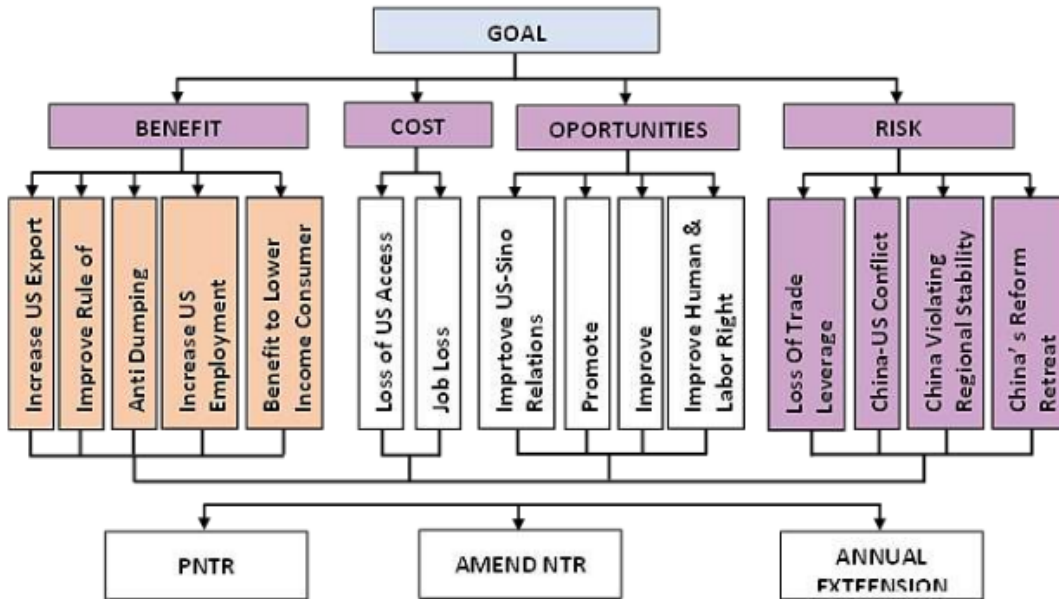 GOAL
BENEFIT
COST
OPORTUNITIES
RISK
Increase US Export
Improve Rule of
Anti Dumping
Increase US
Employment
Benefit to Lower
Income Consumer
Loss of US Access
Job Loss
Imprtove US-Sino
Relations
Promote
Improve
Improve Human &
Labor Right
Loss Of Trade
Leverage
China-US Conflict
China Violating
Regional Stability
China's Reform
Retreat
PNTR
AMEND NTR
ANNUAL
EXTEENSION